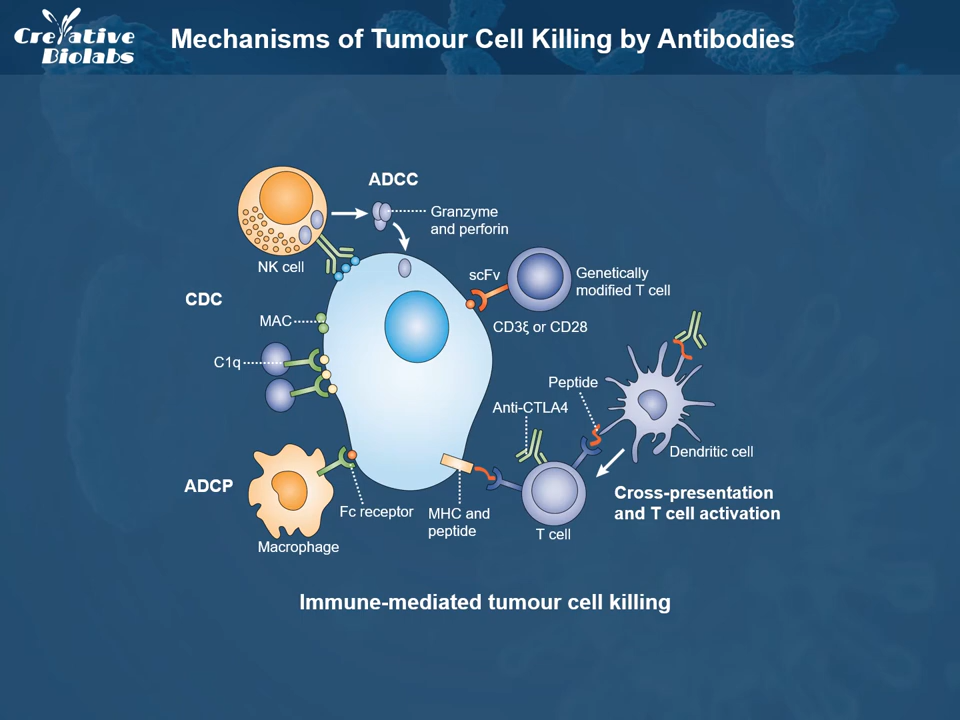 Creative
Biolabs
Mechanisms of Tumour Cell Killing by Antibodies
ADCC
Granzyme
and perforin
NK cell
scFv
Genetically
modified T cell
CDC
MAC
CD3ξ or CD28
C1q
Peptide
Anti-CTLA4
Dendritic cell
ADCP
Cross-presentation
and T cell activation
Fc receptor
MHC and
peptide
T cell
Macrophage
Immune-mediated tumour cell killing